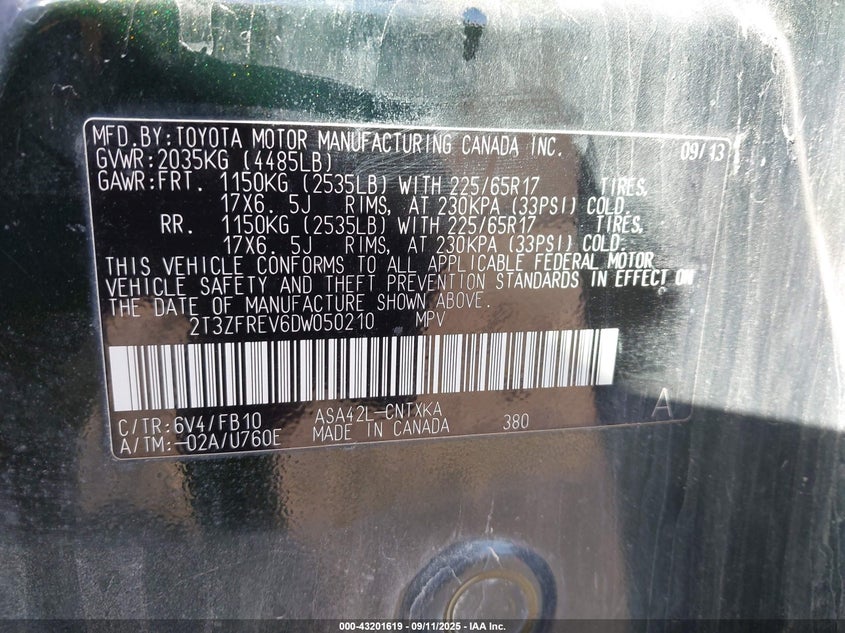 MFD.BY:TOYOTA MOTOR MANUFACTURING CANADA INC. 09/13
GVWR:2035KG (4485LB)
GAWR:FRT. 1150KG (2535LB) WITH 225/65R17 TIRES,
17X6. 5J RIMS, AT 230KPA (33PSI) COLD.
RR. 1150KG (2535LB) WITH 225/65R17 TIRES,
17X6. 5J RIMS, AT 230KPA (33PSI) COLD.
THIS VEHICLE CONFORMS TO ALL APPLICABLE FEDERAL MOTOR
VEHICLE SAFETY AND THEFT PREVENTION STANDARDS IN EFFECT ON
THE DATE OF MANUFACTURE SHOWN ABOVE.
2T3ZFREV6DW050210 MPV
C/TR:6V4/FB10 ASA42L-CNTXKA A
A/TM:-02A/U760E MADE IN CANADA 380
000-43201619 - 09/11/2025 - IAA Inc.